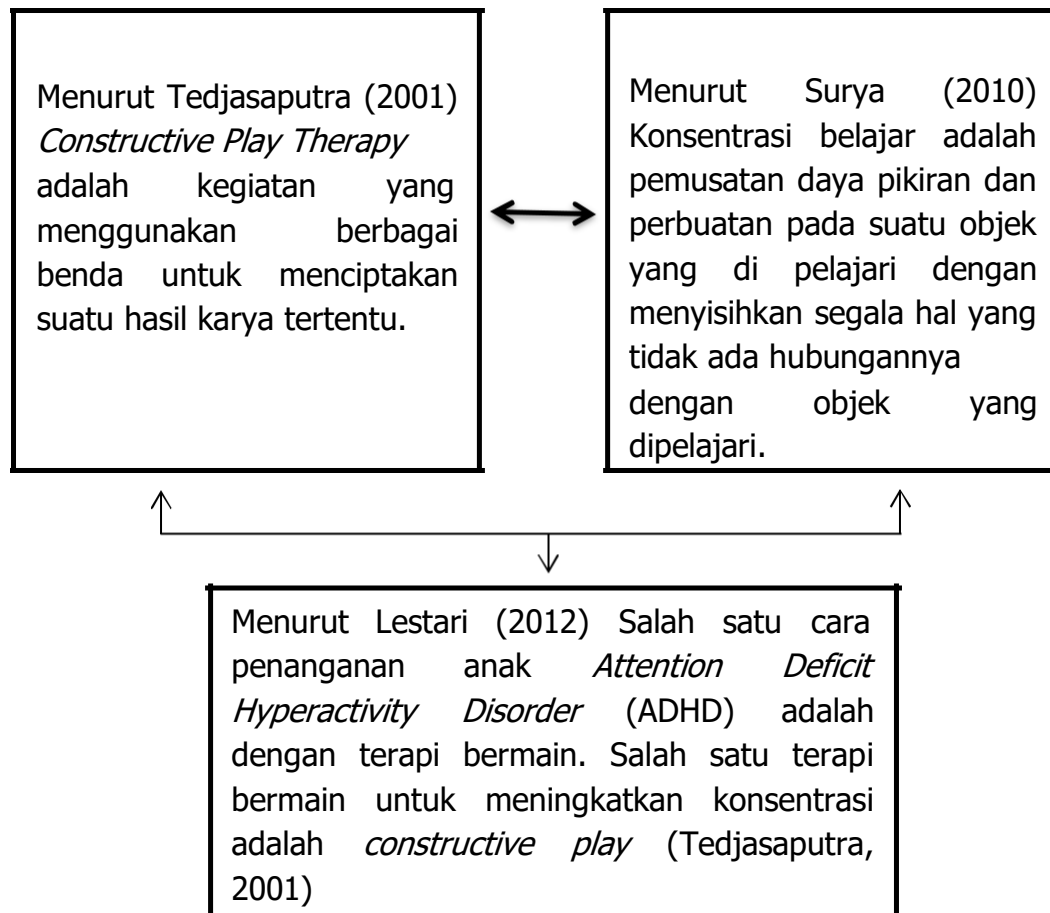 Menurut Tedjasaputra (2001)
Constructive Play Therapy
adalah kegiatan yang
menggunakan berbagai
benda untuk menciptakan
suatu hasil karya tertentu.
Menurut Surya (2010)
Konsentrasi belajar adalah
pemusatan daya pikiran dan
perbuatan pada suatu objek
yang di pelajari dengan
menyisihkan segala hal yang
tidak ada hubungannya
dengan objek yang
dipelajari.
Menurut Lestari (2012) Salah satu cara
penanganan anak Attention Deficit
Hyperactivity Disorder (ADHD) adalah
dengan terapi bermain. Salah satu terapi
bermain untuk meningkatkan konsentrasi
adalah constructive play (Tedjasaputra,
2001)